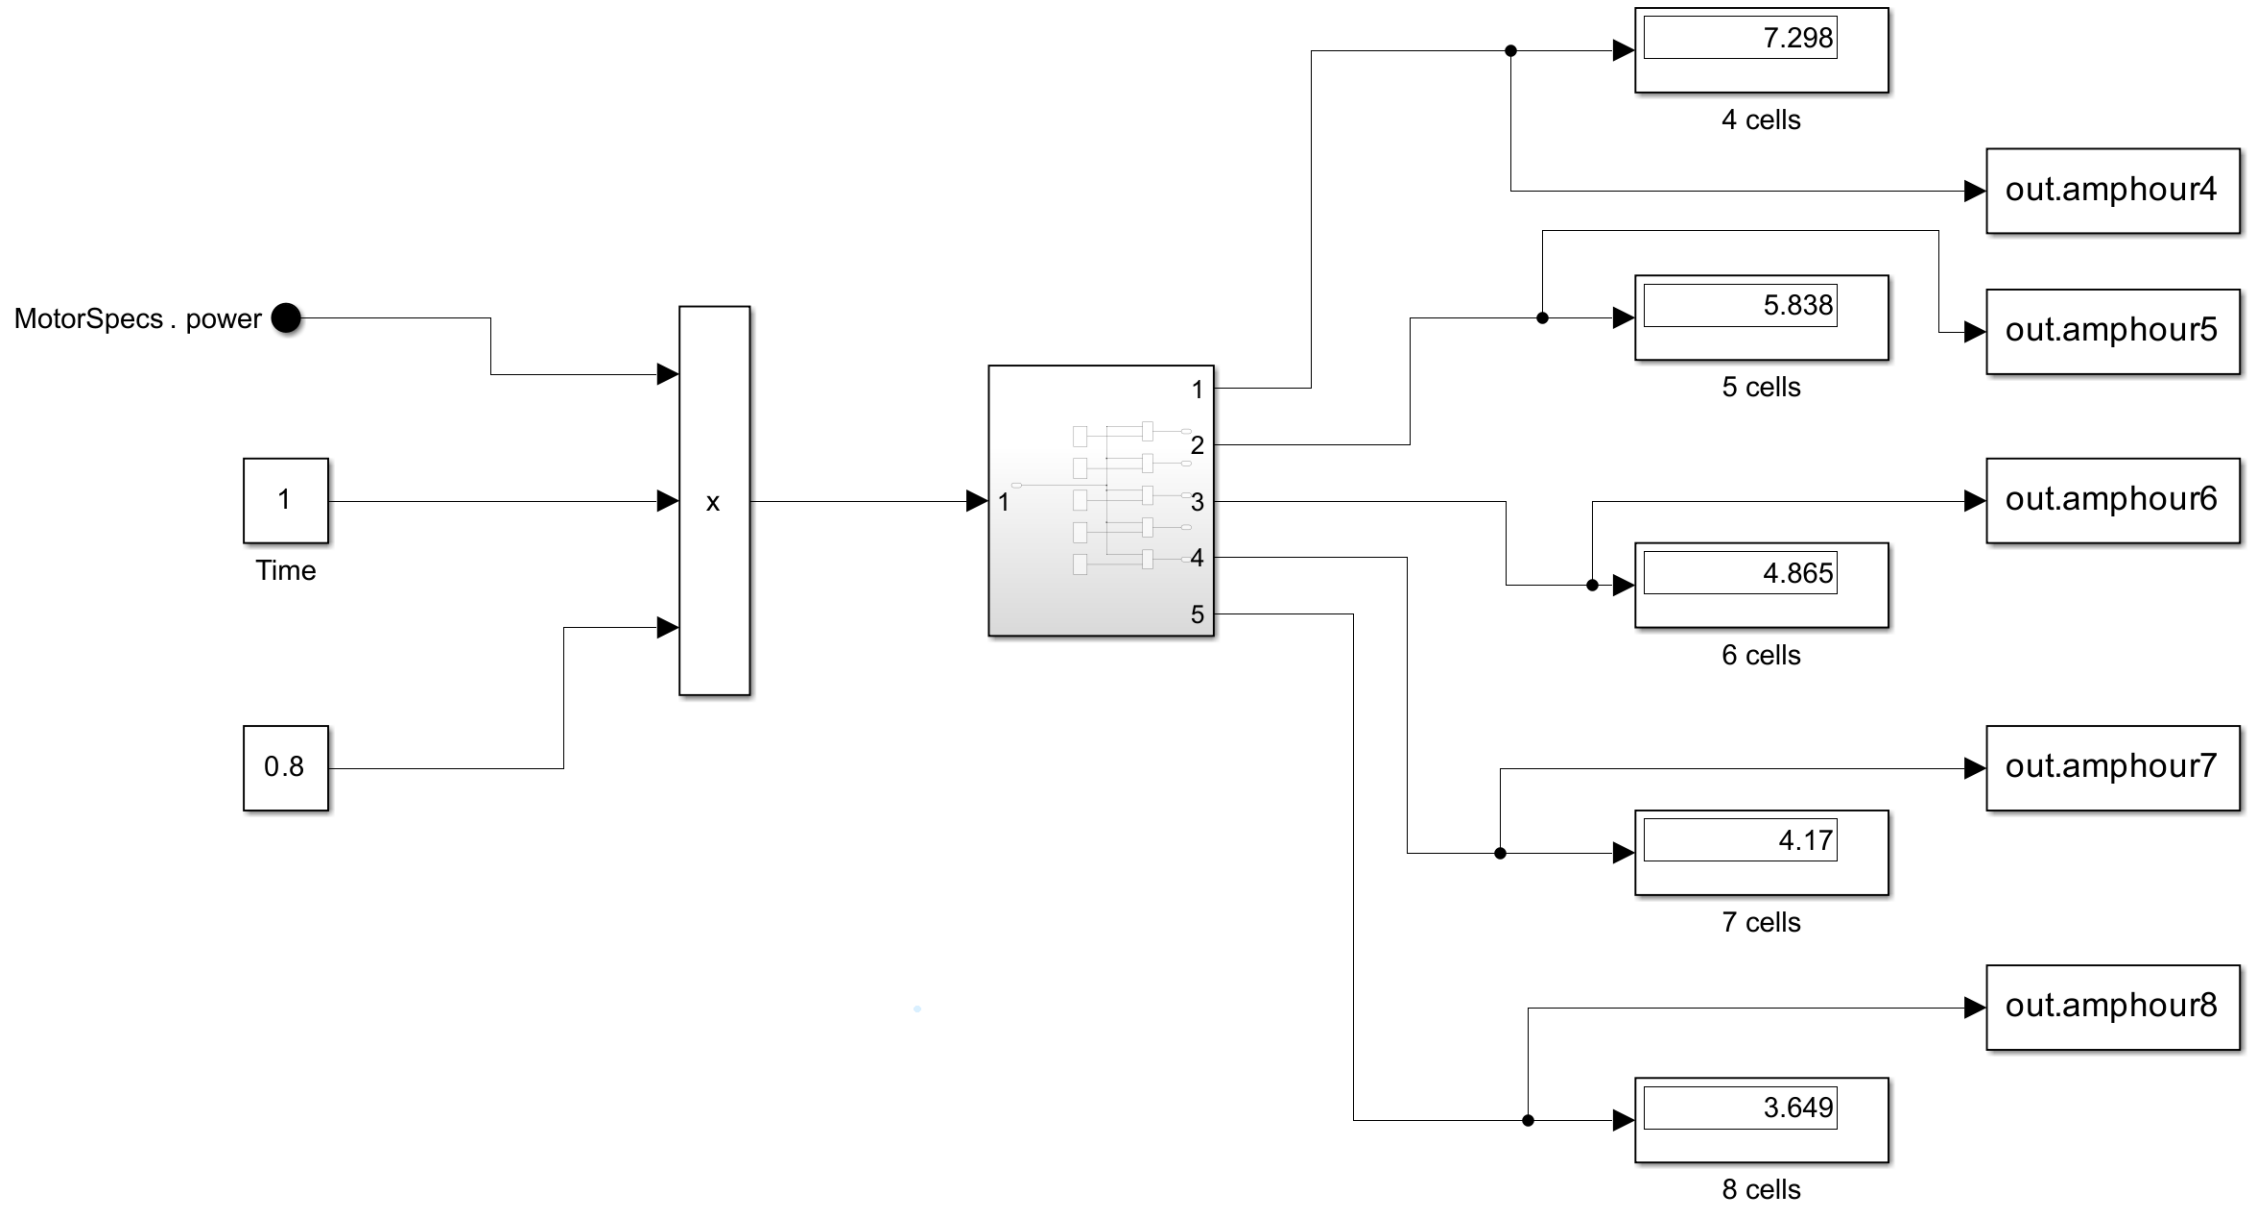 7.298
4 cells
out.amphour4
MotorSpecs . power
5.838
5 cells
out.amphour5
1
Time
x
1
1
2
3
4
5
out.amphour6
4.865
6 cells
0.8
out.amphour7
4.17
7 cells
out.amphour8
3.649
8 cells